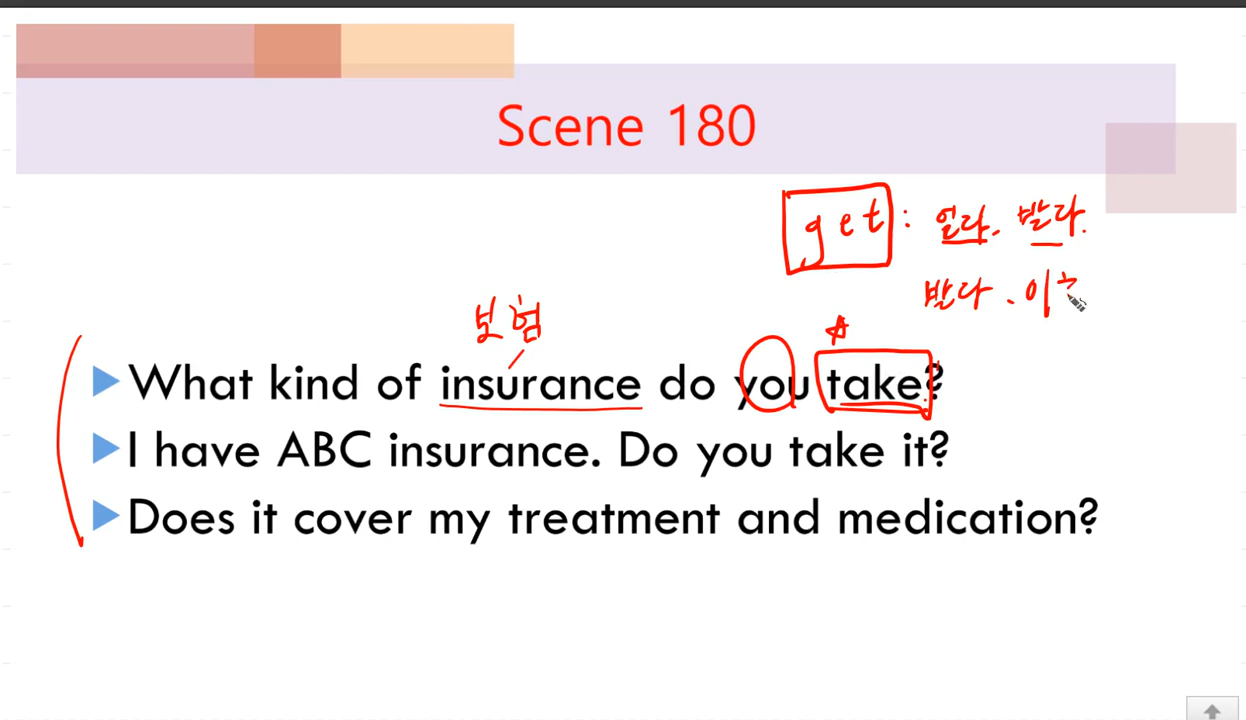 Scene 180
get : 얻다. 받다.
받다. 이
보험
What kind of insurance do you take?
I have ABC insurance. Do you take it?
Does it cover my treatment and medication?